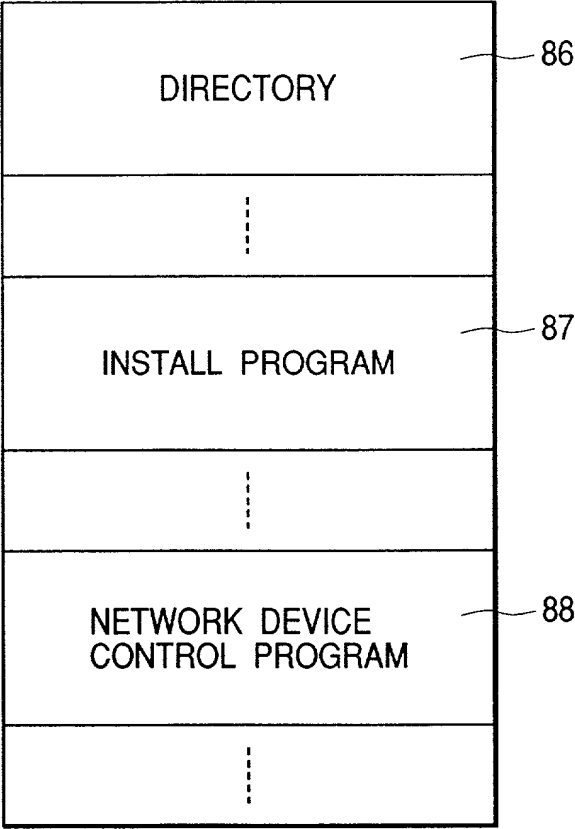 DIRECTORY
86
INSTALL PROGRAM
87
NETWORK DEVICE
CONTROL PROGRAM
88